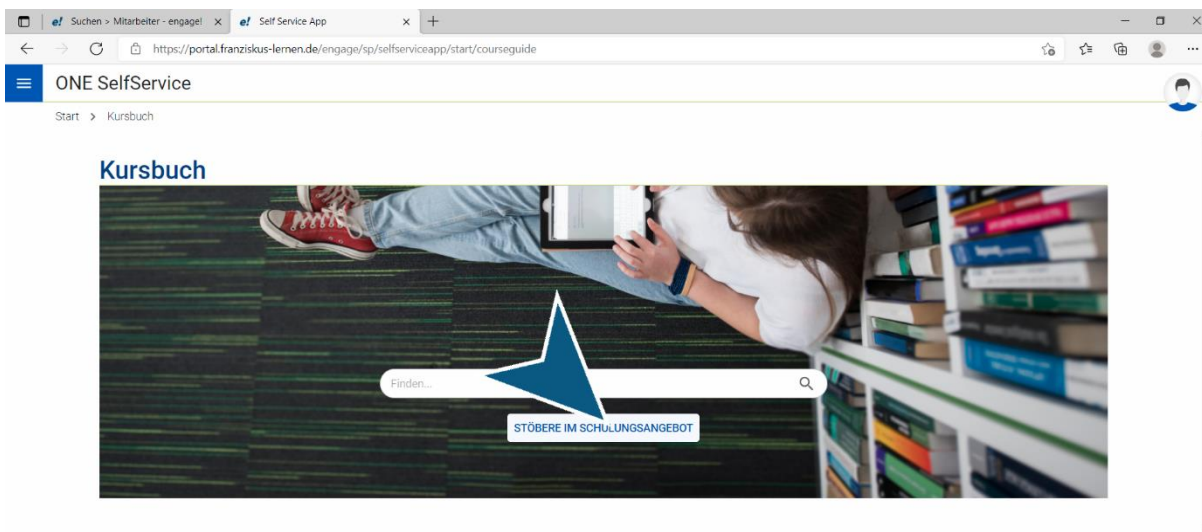 e! Suchen > Mitarbeiter - engage!
e! Self Service App
https://portal.franziskus-lernen.de/engage/sp/selfserviceapp/start/courseguide
ONE SelfService
Start > Kursbuch
Kursbuch
Finden...
STÖBERE IM SCHULUNGSANGEBOT